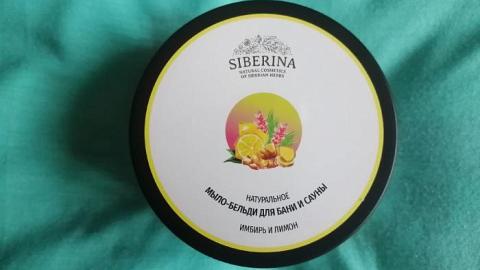 SIBERINA
NATURAL COSMETICS
OF SIBERIAN HERBS
НАТУРАЛЬНОЕ
МЫЛО-БЕЛЬДИ ДЛЯ БАНИ И САУНЫ
ИМБИРЬ И ЛИМОН